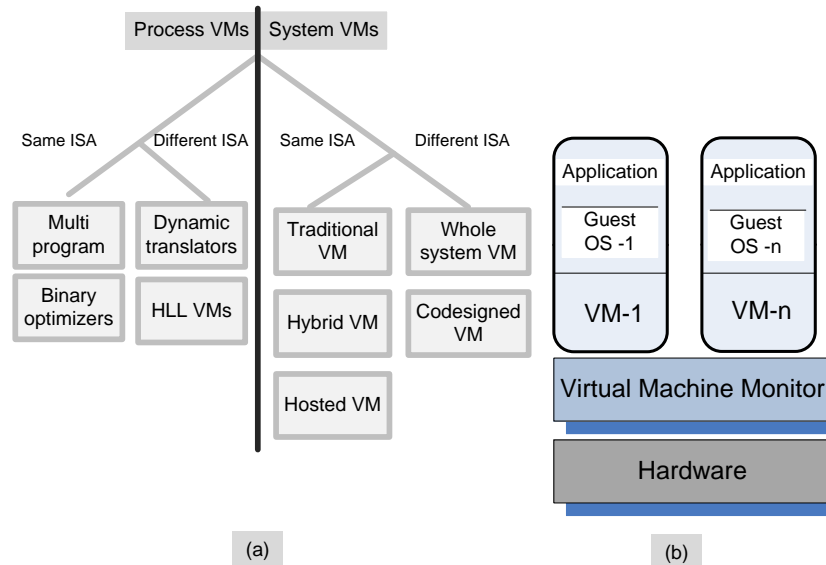 Process VMs
System VMs
Same ISA
Different ISA
Same ISA
Different ISA
Multi
program
Dynamic
translators
Binary
optimizers
HLL VMs
Traditional
VM
Whole
system VM
Hybrid VM
Codesigned
VM
Hosted VM
(a)
Application
Guest
OS -1
VM-1
Application
Guest
OS -n
VM-n
Virtual Machine Monitor
Hardware
(b)